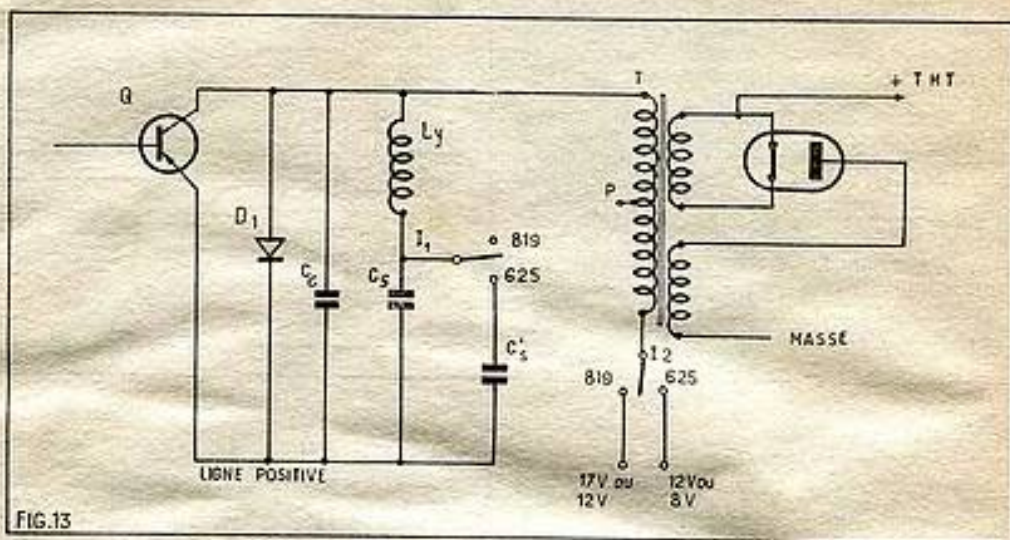 Q
T
+ THT
Ly
P
D1
I1
819
625
Cc
C5
C's
MASSE
I2
819
625
LIGNE POSITIVE
17V ou
12V
12V ou
8V
FIG.13